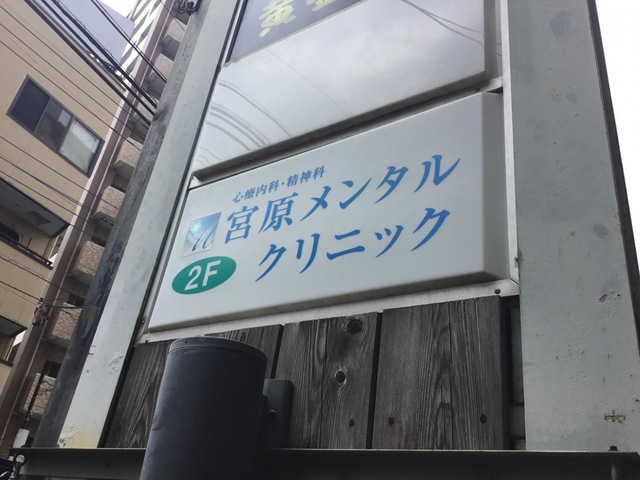 心療内科・精神科
宮原メンタル
2F
クリニック